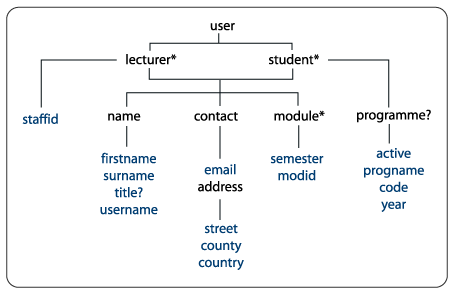 user
lecturer* student*
staffid name contact module* programme?
firstname
surname
title?
username
email
address
street
county
country
semester
modid
active
progname
code
year